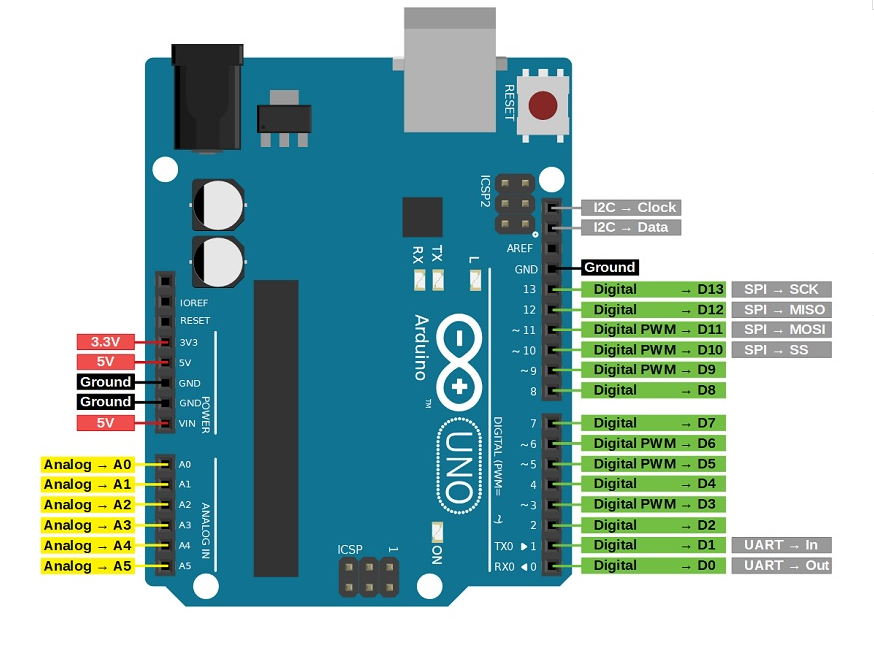 RESET
ICSP2
I2C → Clock
I2C → Data
AREF
GND
Ground
RX
TX
L
13 Digital → D13 SPI → SCK
12 Digital → D12 SPI → MISO
~11 Digital PWM → D11 SPI → MOSI
~10 Digital PWM → D10 SPI → SS
~9 Digital PWM → D9
8 Digital → D8
IOREF
RESET
3.3V 3V3
5V 5V
Ground GND
Ground GND
5V VIN
POWER
Arduino
TM
UNO
7 Digital → D7
~6 Digital PWM → D6
~5 Digital PWM → D5
4 Digital → D4
~3 Digital PWM → D3
2 Digital → D2
TX0 ▶ 1 Digital → D1 UART → In
RX0 ◀ 0 Digital → D0 UART → Out
DIGITAL (PWM= ~)
Analog → A0 A0
Analog → A1 A1
Analog → A2 A2
Analog → A3 A3
Analog → A4 A4
Analog → A5 A5
ANALOG IN
ICSP
1
ON